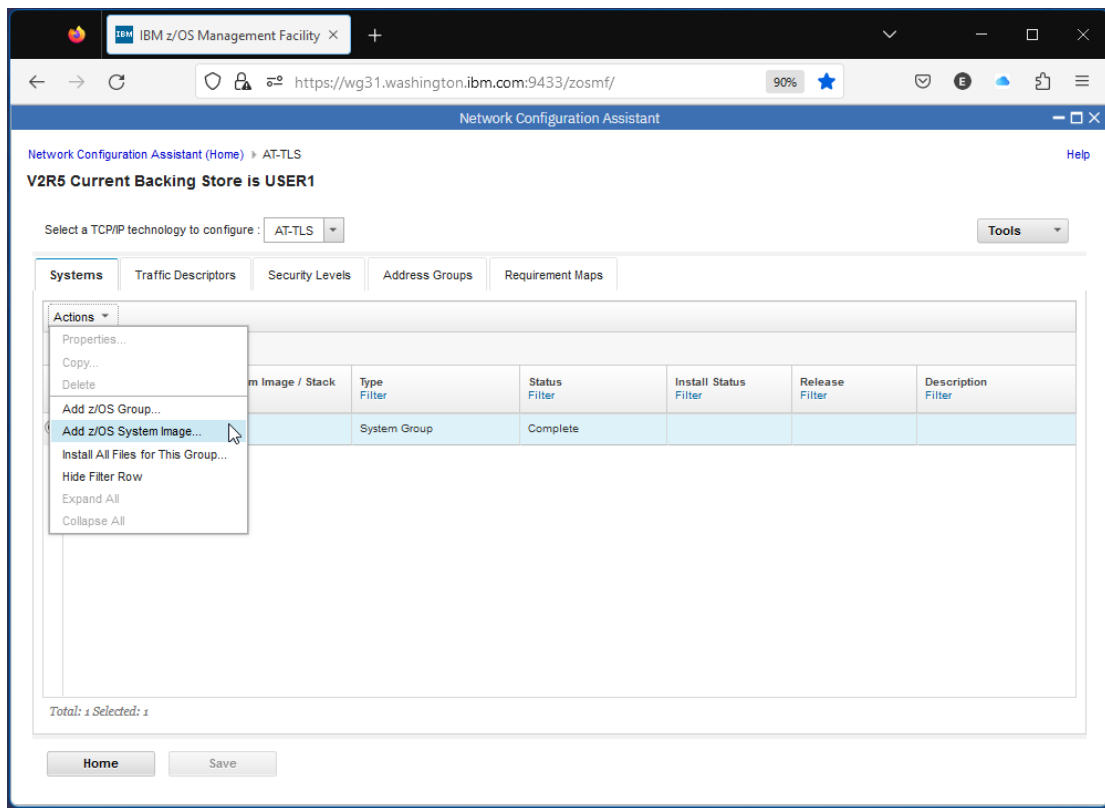 IBM IBM z/OS Management Facility
https://wg31.washington.ibm.com:9433/zosmf/ 90% E
Network Configuration Assistant
Network Configuration Assistant (Home) AT-TLS Help
V2R5 Current Backing Store is USER1
Select a TCP/IP technology to configure : AT-TLS Tools
Systems Traffic Descriptors Security Levels Address Groups Requirement Maps
Actions
Properties...
Copy...
Delete
Add z/OS Group...
Add z/OS System Image...
Install All Files for This Group...
Hide Filter Row
Expand All
Collapse All
m Image / Stack Type Status Install Status Release Description
Filter Filter Filter Filter Filter
System Group Complete
Total: 1 Selected: 1
Home Save